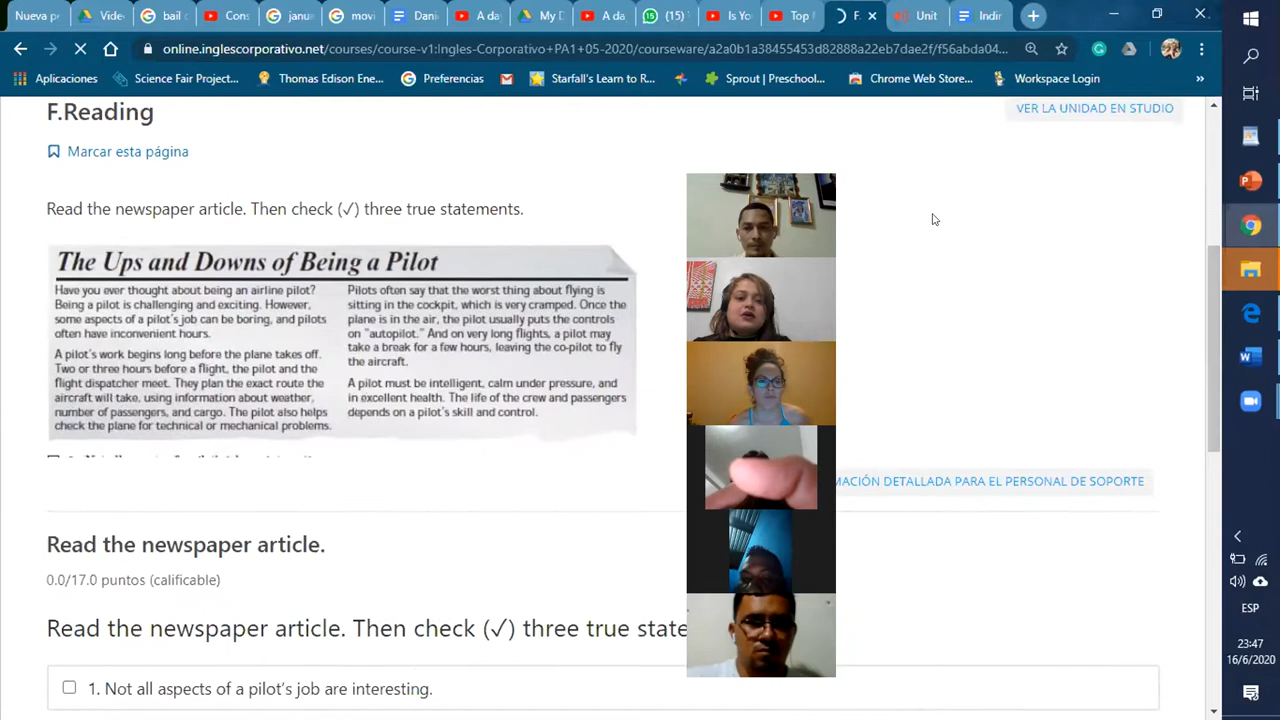 Nueva pe
Video
bail c
Cons
janua
movi
Dani
A day
My D
A da
(15)
Is Yo
Top
F.
Unit
Indir
online.inglescorporativo.net/courses/course-v1:Ingles-Corporativo+PA1+05-2020/courseware/a2a0b1a38455453d82888a22eb7dae2f/f56abda04...
Aplicaciones
Science Fair Project...
Thomas Edison Ene...
Preferencias
Starfall's Learn to R...
Sprout | Preschool...
Chrome Web Store...
Workspace Login
»
F.Reading
VER LA UNIDAD EN STUDIO
Marcar esta página
Read the newspaper article. Then check (✓) three true statements.
The Ups and Downs of Being a Pilot
Have you ever thought about being an airline pilot?
Being a pilot is challenging and exciting. However,
some aspects of a pilot's job can be boring, and pilots
often have inconvenient hours.
A pilot's work begins long before the plane takes off.
Two or three hours before a flight, the pilot and the
flight dispatcher meet. They plan the exact route the
aircraft will take, using information about weather,
number of passengers, and cargo. The pilot also helps
check the plane for technical or mechanical problems.
Pilots often say that the worst thing about flying is
sitting in the cockpit, which is very cramped. Once the
plane is in the air, the pilot usually puts the controls
on "autopilot." And on very long flights, a pilot may
take a break for a few hours, leaving the co-pilot to fly
the aircraft.
A pilot must be intelligent, calm under pressure, and
in excellent health. The life of the crew and passengers
depends on a pilot's skill and control.
MACIÓN DETALLADA PARA EL PERSONAL DE SOPORTE
Read the newspaper article.
0.0/17.0 puntos (calificable)
Read the newspaper article. Then check (✓) three true state
1. Not all aspects of a pilot's job are interesting.
ESP
23:47
16/6/2020